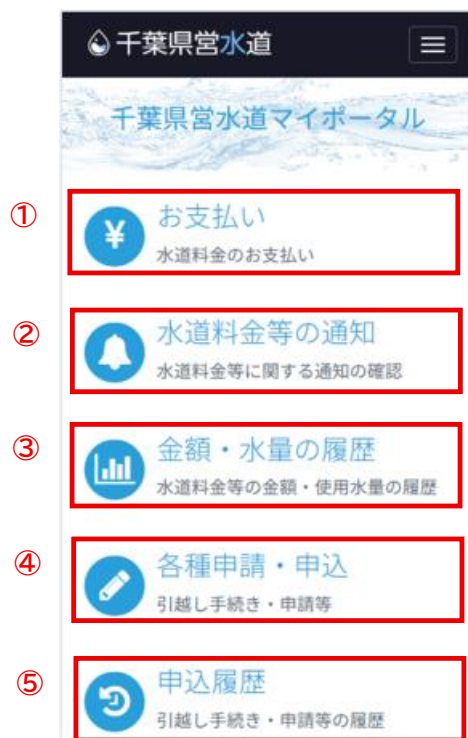 千葉県営水道
千葉県営水道マイポータル
①
お支払い
水道料金のお支払い
②
水道料金等の通知
水道料金等に関する通知の確認
③
金額・水量の履歴
水道料金等の金額・使用水量の履歴
④
各種申請・申込
引越し手続き・申請等
⑤
申込履歴
引越し手続き・申請等の履歴